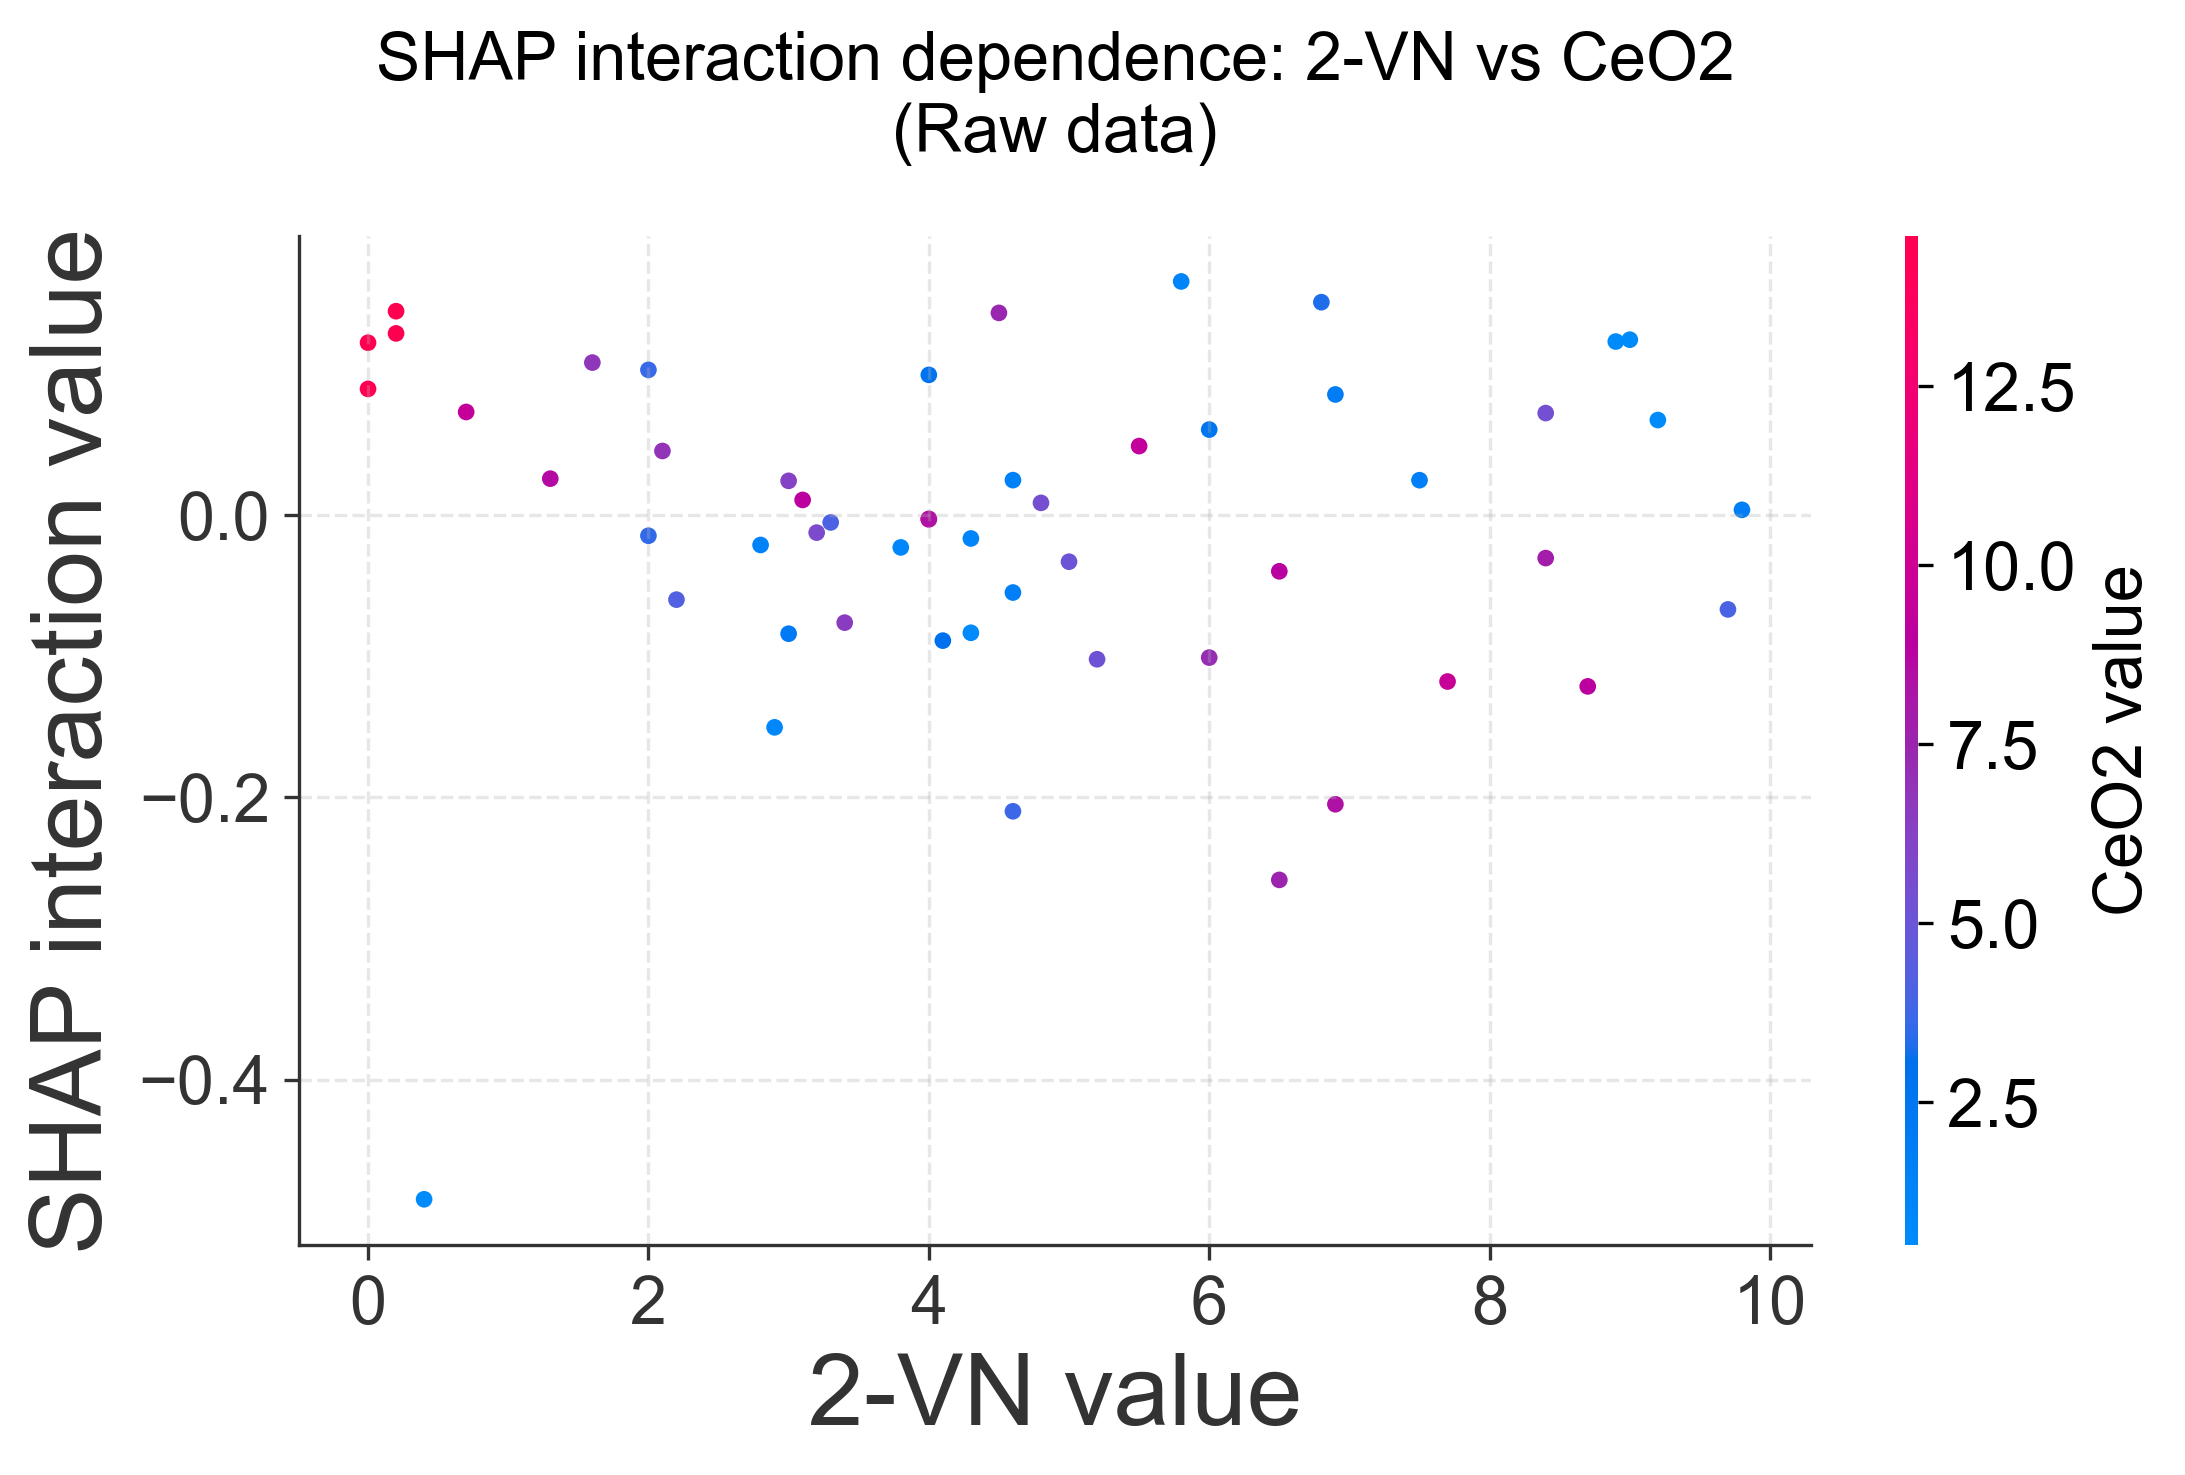 SHAP interaction dependence: 2-VN vs CeO2
(Raw data)
SHAP interaction value
0.0
−0.2
−0.4
0 2 4 6 8 10
2-VN value
12.5
10.0
7.5
5.0
2.5
CeO2 value